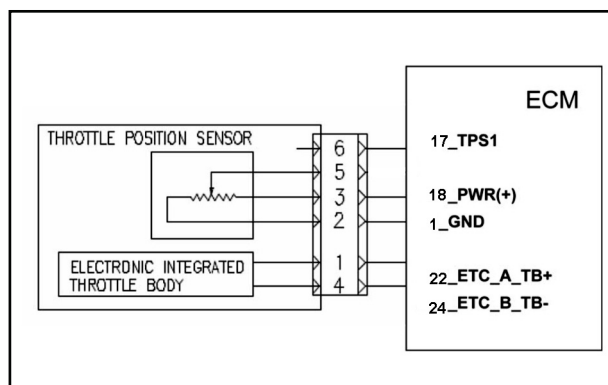 ECM
THROTTLE POSITION SENSOR
6
17_TPS1
5
3
18_PWR(+)
2
1_GND
1
ELECTRONIC INTEGRATED
THROTTLE BODY
22_ETC_A_TB+
4
24_ETC_B_TB-